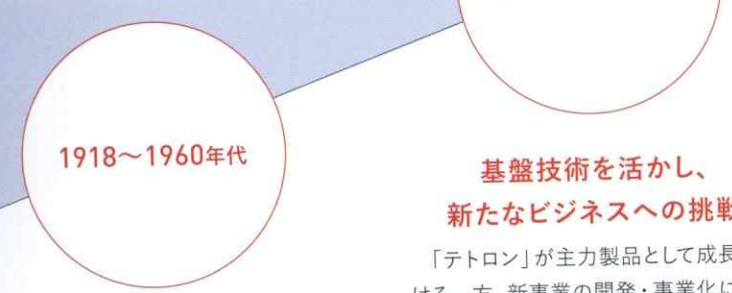 1918〜1960年代
基盤技術を活かし、
新たなビジネスへの挑戦
「テトロン」が主力製品として成長
ける一方、新事業の開発・事業化に